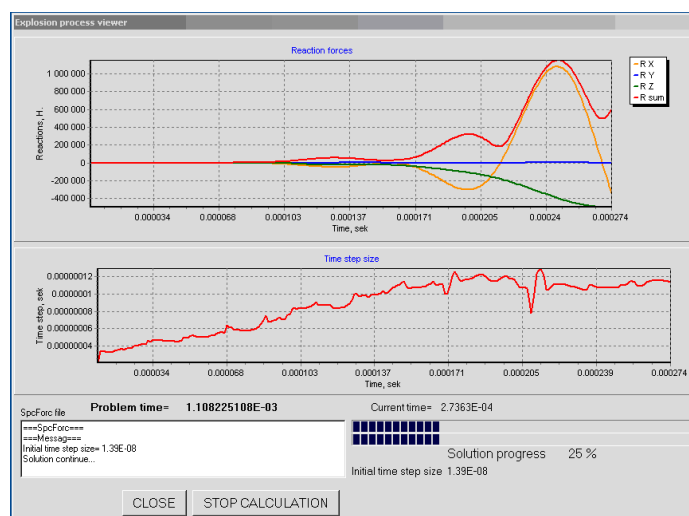 Explosion process viewer
Reaction forces
1 000 000
800 000
600 000
400 000
200 000
0
-200 000
-400 000
Reactions, H.
0.000034 0.000068 0.000103 0.000137 0.000171 0.000205 0.00024 0.000274
Time, sek
R X
R Y
R Z
R sum
Time step size
0.00000012
0.0000001
0.00000008
0.00000006
0.00000004
Time step, sek
0.000034 0.000068 0.000103 0.000137 0.000171 0.000205 0.000239 0.000274
Time, sek
SpcForc file
Problem time= 1.108225108E-03
Current time= 2.7363E-04
===SpcForc===
===Messag===
Initial time step size= 1.39E-08
Solution continue...
Solution progress 25 %
Initial time step size 1.39E-08
CLOSE STOP CALCULATION